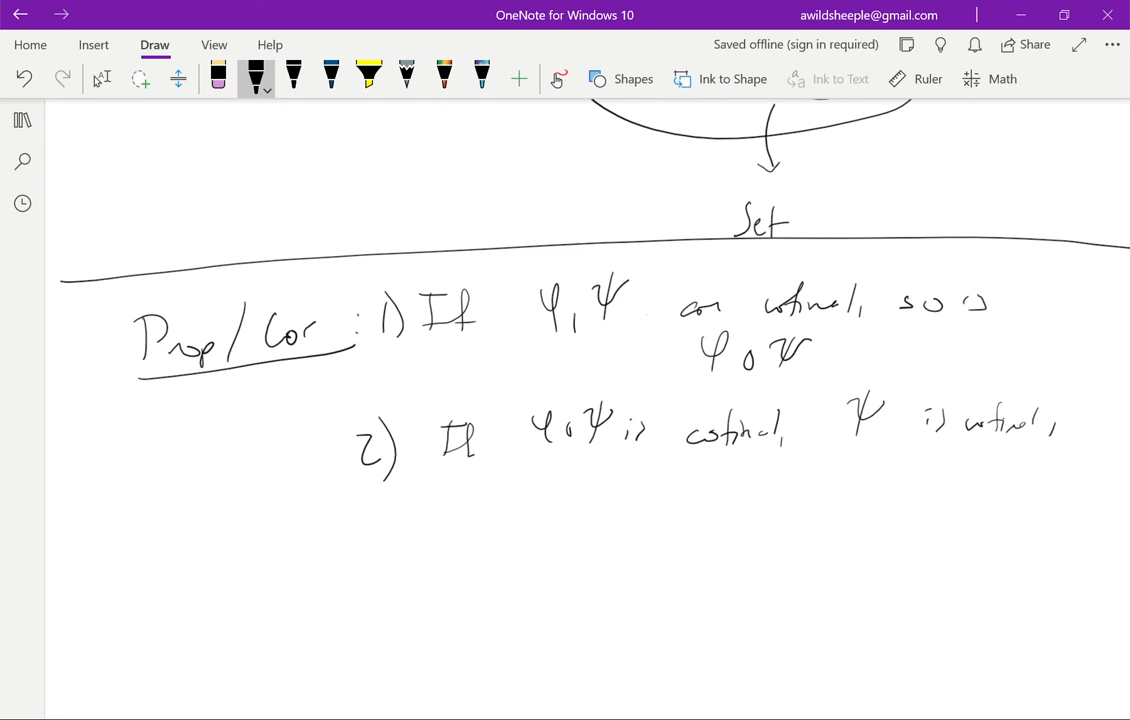 OneNote for Windows 10
awildsheeple@gmail.com
Home Insert Draw View Help
Saved offline (sign in required)
Share
Shapes Ink to Shape Ink to Text Ruler Math
Set
Prop/Cor : 1) If φ, ψ are cofinal, so is
φ ∘ ψ
2) If φ ∘ ψ is cofinal, ψ is cofinal,